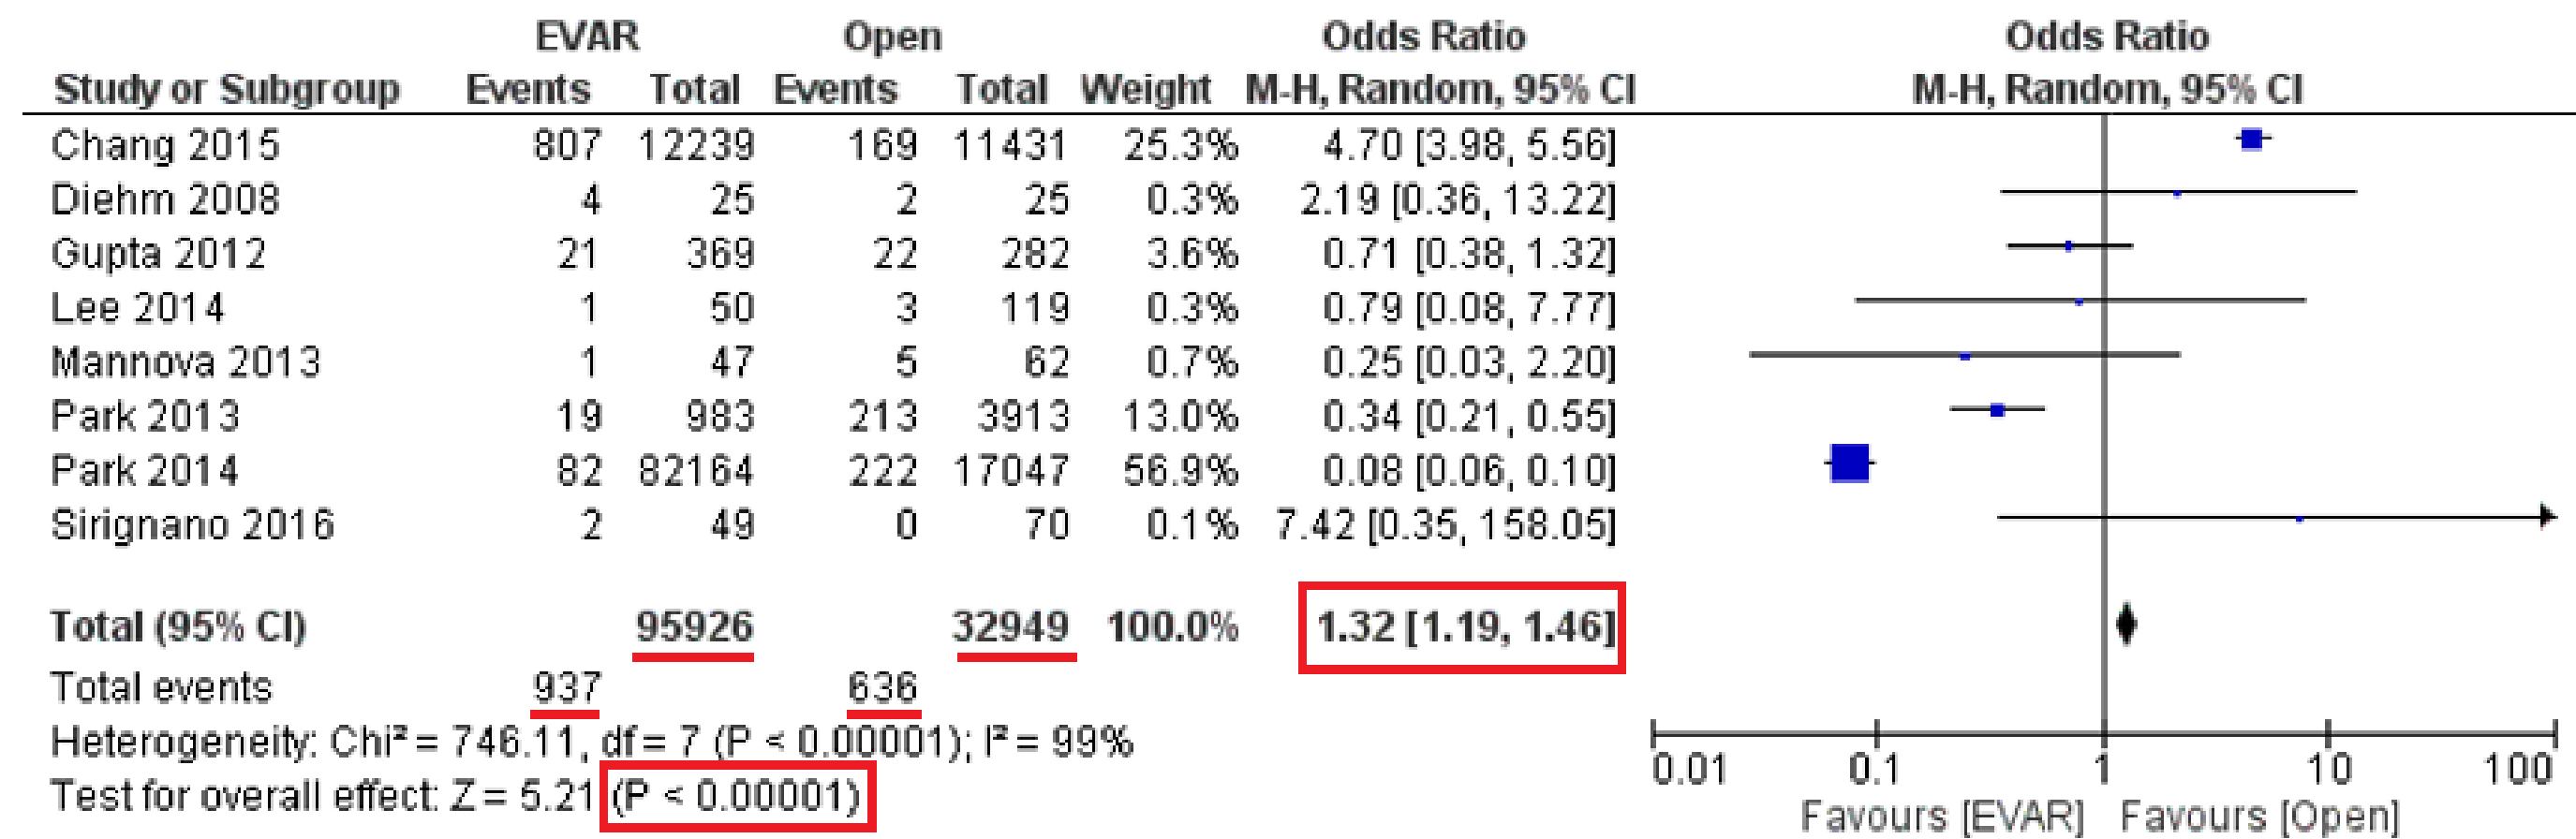 EVAR Open Odds Ratio Odds Ratio
Study or Subgroup Events Total Events Total Weight M-H, Random, 95% CI M-H, Random, 95% CI
Chang 2015 807 12239 169 11431 25.3% 4.70 [3.98, 5.56]
Diehm 2008 4 25 2 25 0.3% 2.19 [0.36, 13.22]
Gupta 2012 21 369 22 282 3.6% 0.71 [0.38, 1.32]
Lee 2014 1 50 3 119 0.3% 0.79 [0.08, 7.77]
Mannova 2013 1 47 5 62 0.7% 0.25 [0.03, 2.20]
Park 2013 19 983 213 3913 13.0% 0.34 [0.21, 0.55]
Park 2014 82 82164 222 17047 56.9% 0.08 [0.06, 0.10]
Sirignano 2016 2 49 0 70 0.1% 7.42 [0.35, 158.05]
Total (95% CI) 95926 32949 100.0% 1.32 [1.19, 1.46]
Total events 937 636
Heterogeneity: Chi² = 746.11, df = 7 (P < 0.00001); I² = 99%
Test for overall effect: Z = 5.21 (P < 0.00001)
0.01 0.1 1 10 100
Favours [EVAR] Favours [Open]